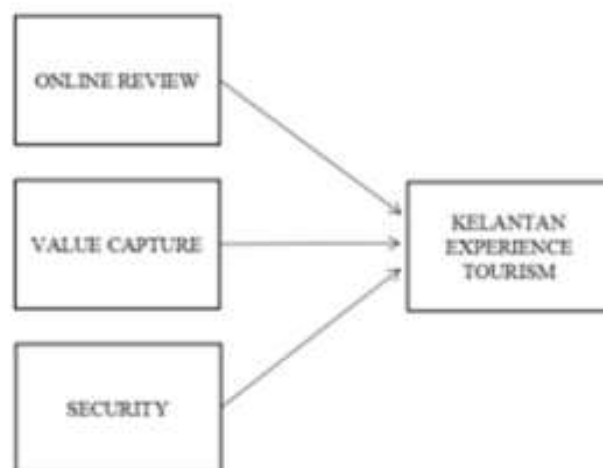 ONLINE REVIEW
VALUE CAPTURE
SECURITY
KELANTAN
EXPERIENCE
TOURISM